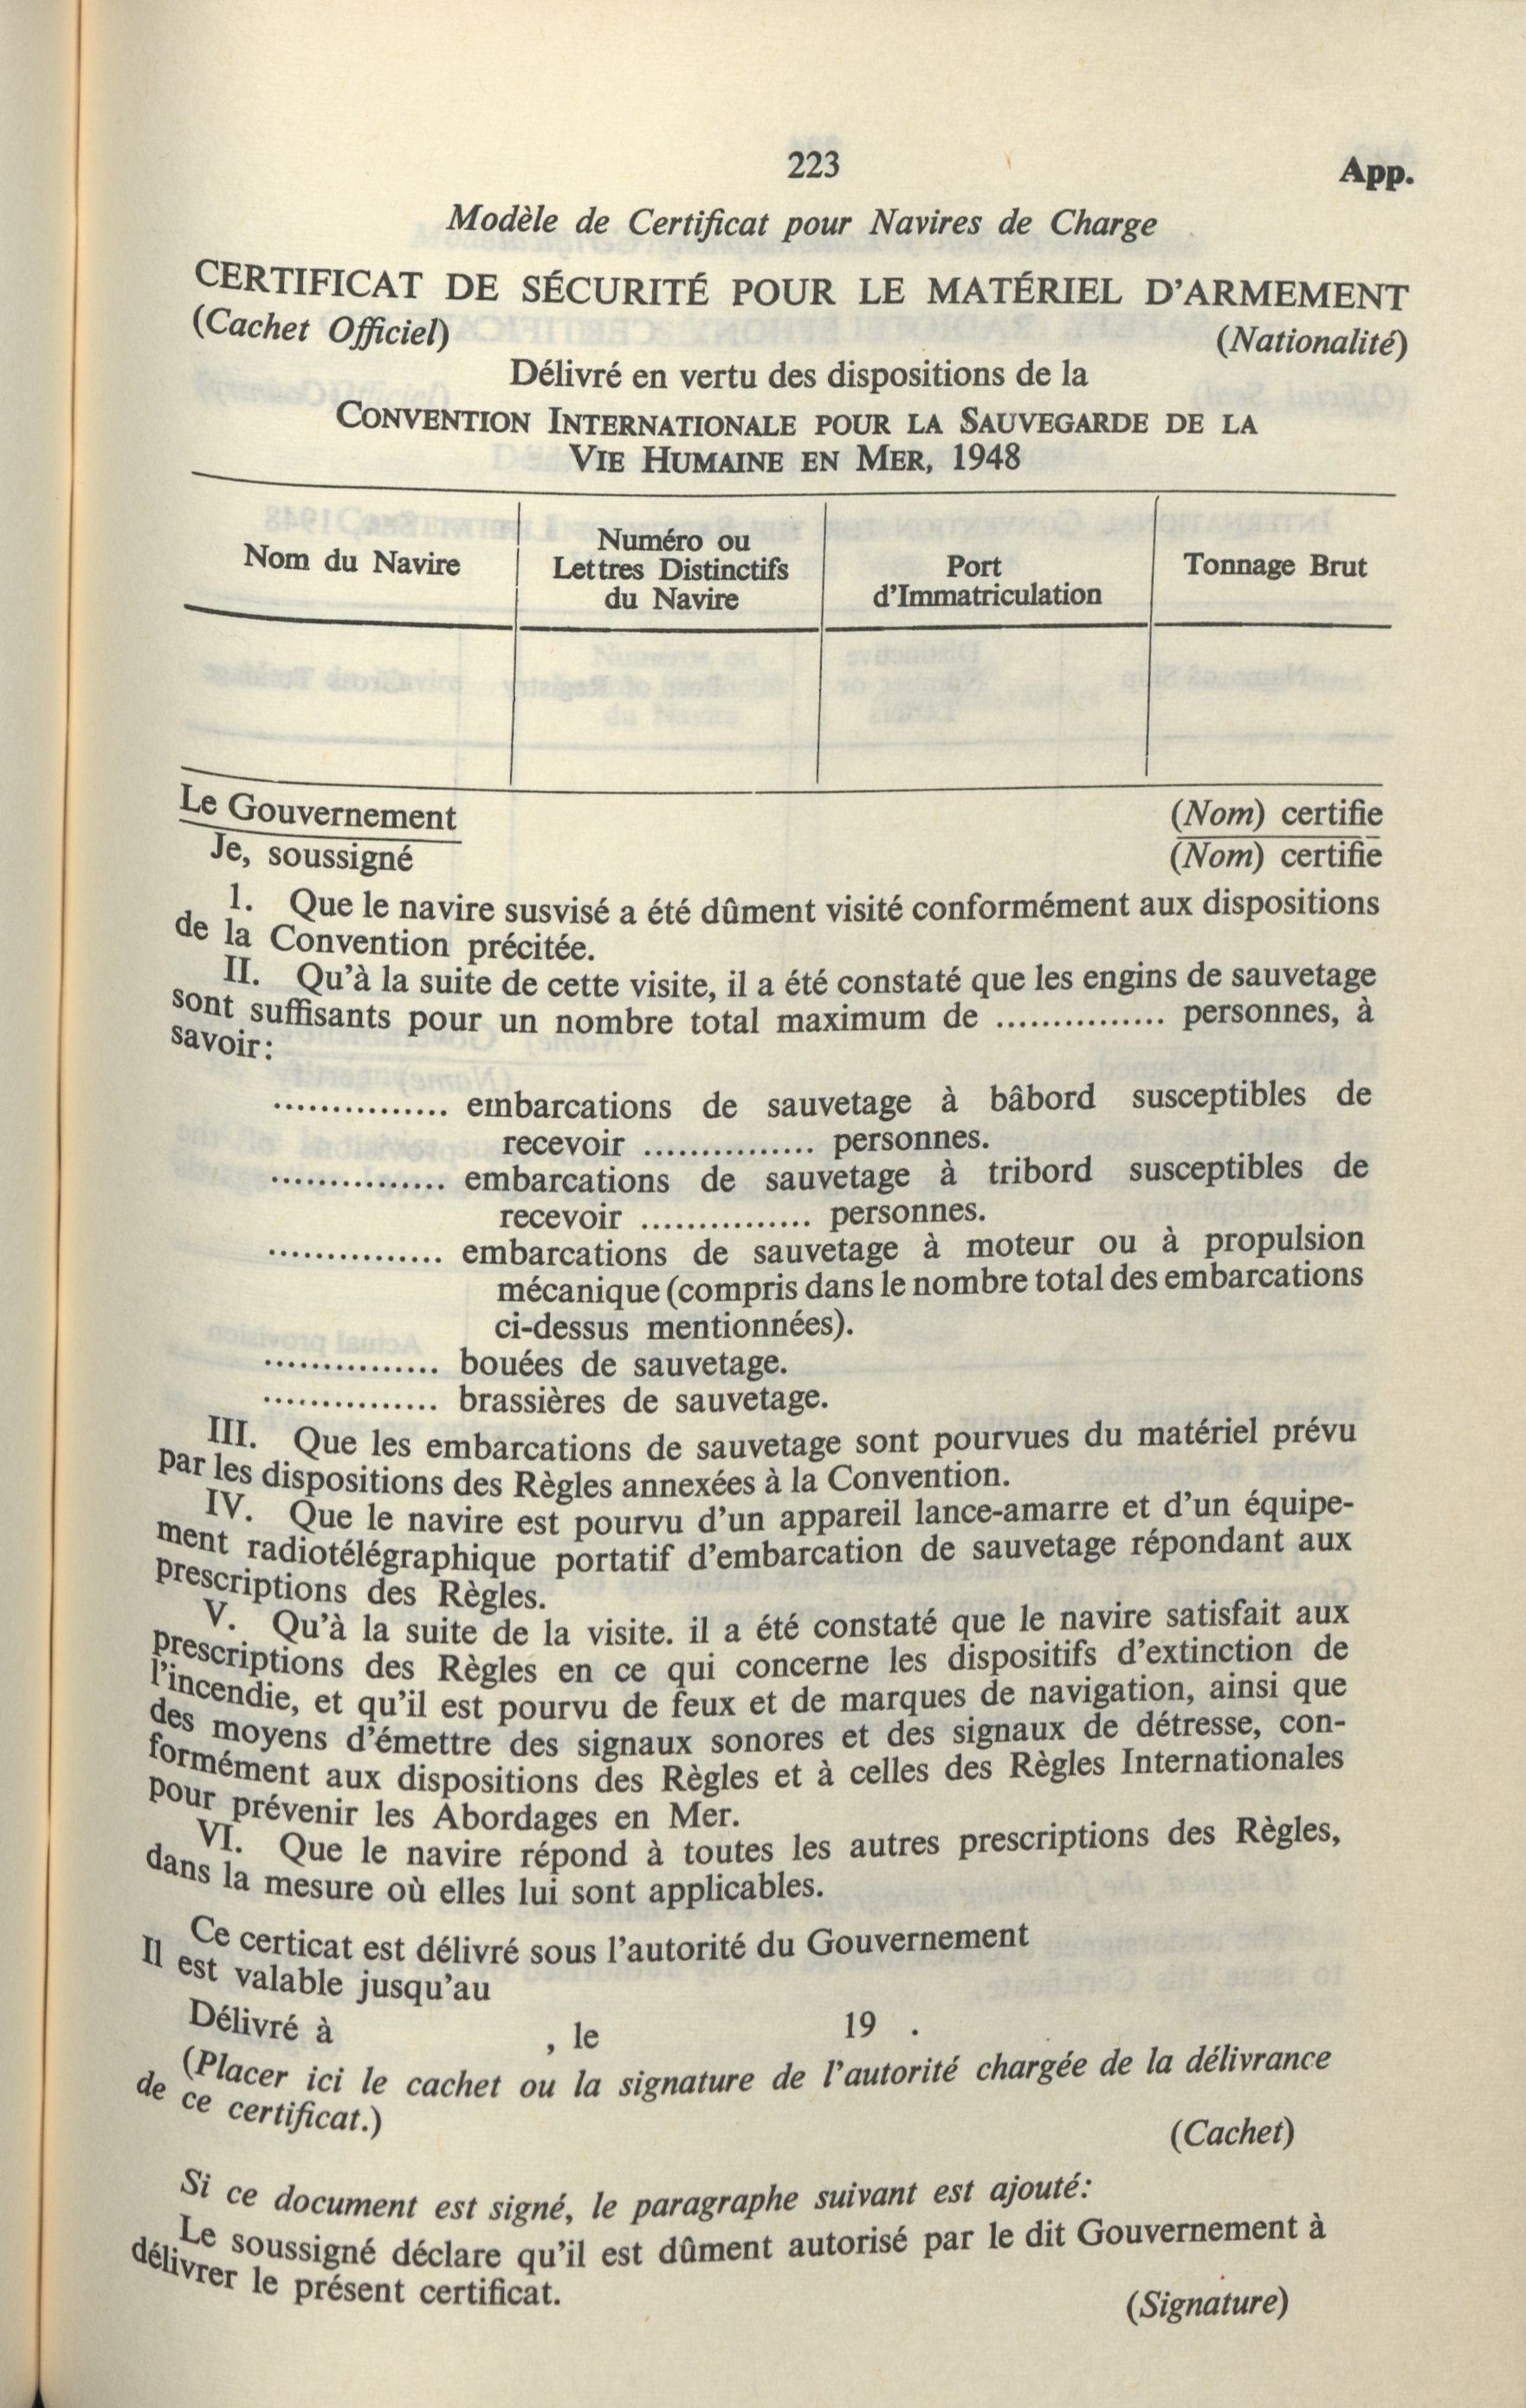 223
App.
Modèle de Certificat pour Navires de Charge
CERTIFICAT DE SÉCURITÉ POUR LE MATÉRIEL D'ARMEMENT
(Cachet Officiel) (Nationalité)
Délivré en vertu des dispositions de la
CONVENTION INTERNATIONALE POUR LA SAUVEGARDE DE LA
VIE HUMAINE EN MER, 1948
Nom du Navire
Numéro ou
Lettres Distinctifs
du Navire
Port
d'Immatriculation
Tonnage Brut
Le Gouvernement (Nom) certifie
Je, soussigné (Nom) certifie
1. Que le navire susvisé a été dûment visité conformément aux dispositions
de la Convention précitée.
II. Qu'à la suite de cette visite, il a été constaté que les engins de sauvetage
sont suffisants pour un nombre total maximum de ............... personnes, à
savoir:
............... embarcations de sauvetage à bâbord susceptibles de
recevoir ............... personnes.
............... embarcations de sauvetage à tribord susceptibles de
recevoir ............... personnes.
............... embarcations de sauvetage à moteur ou à propulsion
mécanique (compris dans le nombre total des embarcations
ci-dessus mentionnées).
............... bouées de sauvetage.
............... brassières de sauvetage.
III. Que les embarcations de sauvetage sont pourvues du matériel prévu
par les dispositions des Règles annexées à la Convention.
IV. Que le navire est pourvu d'un appareil lance-amarre et d'un équipe-
ment radiotélégraphique portatif d'embarcation de sauvetage répondant aux
prescriptions des Règles.
V. Qu'à la suite de la visite. il a été constaté que le navire satisfait aux
prescriptions des Règles en ce qui concerne les dispositifs d'extinction de
l'incendie, et qu'il est pourvu de feux et de marques de navigation, ainsi que
des moyens d'émettre des signaux sonores et des signaux de détresse, con-
formément aux dispositions des Règles et à celles des Règles Internationales
pour prévenir les Abordages en Mer.
VI. Que le navire répond à toutes les autres prescriptions des Règles,
dans la mesure où elles lui sont applicables.
Ce certicat est délivré sous l'autorité du Gouvernement
Il est valable jusqu'au
Délivré à , le 19 .
(Placer ici le cachet ou la signature de l'autorité chargée de la délivrance
de ce certificat.)
(Cachet)
Si ce document est signé, le paragraphe suivant est ajouté:
Le soussigné déclare qu'il est dûment autorisé par le dit Gouvernement à
délivrer le présent certificat.
(Signature)